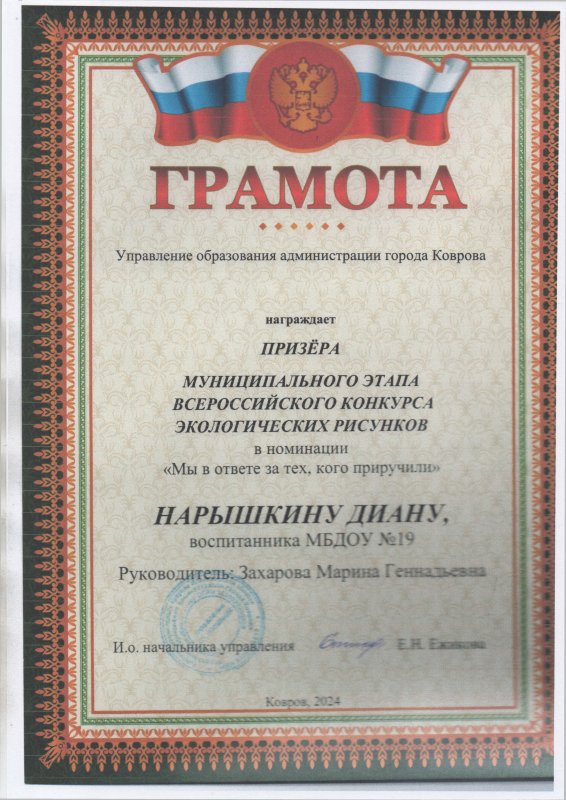 ГРАМОТА
Управление образования администрации города Коврова
награждает
ПРИЗЁРА
МУНИЦИПАЛЬНОГО ЭТАПА
ВСЕРОССИЙСКОГО КОНКУРСА
ЭКОЛОГИЧЕСКИХ РИСУНКОВ
в номинации
«Мы в ответе за тех, кого приручили»
НАРЫШКИНУ ДИАНУ,
воспитанника МБДОУ №19
Руководитель: Захарова Марина Геннадьевна
И.о. начальника управления Е.Н.
Ковров, 2024